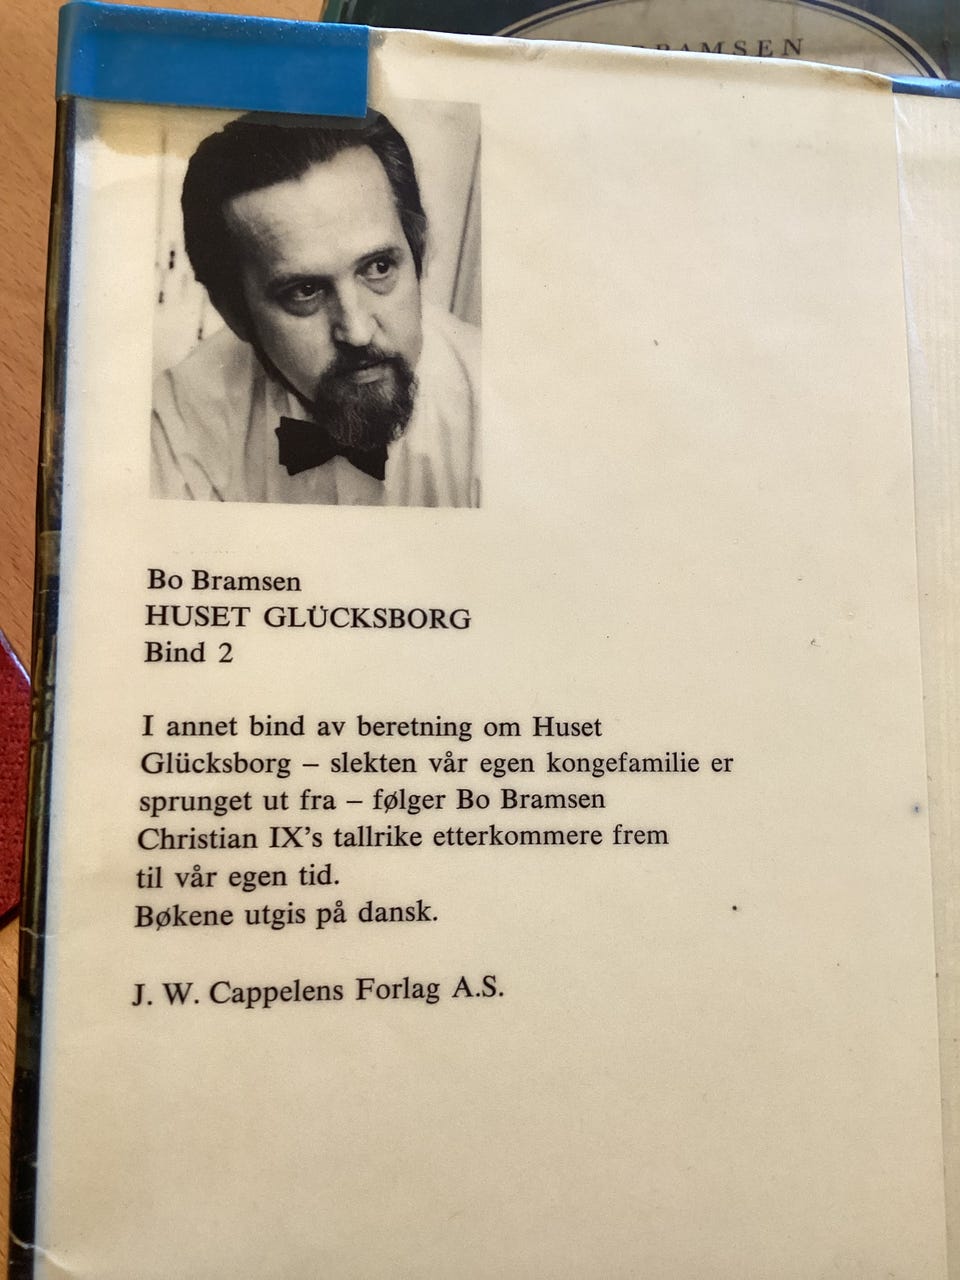 BRAMSEN
Bo Bramsen
HUSET GLÜCKSBORG
Bind 2
I annet bind av beretning om Huset
Glücksborg – slekten vår egen kongefamilie er
sprunget ut fra – følger Bo Bramsen
Christian IX’s tallrike etterkommere frem
til vår egen tid.
Bøkene utgis på dansk.
J. W. Cappelens Forlag A.S.